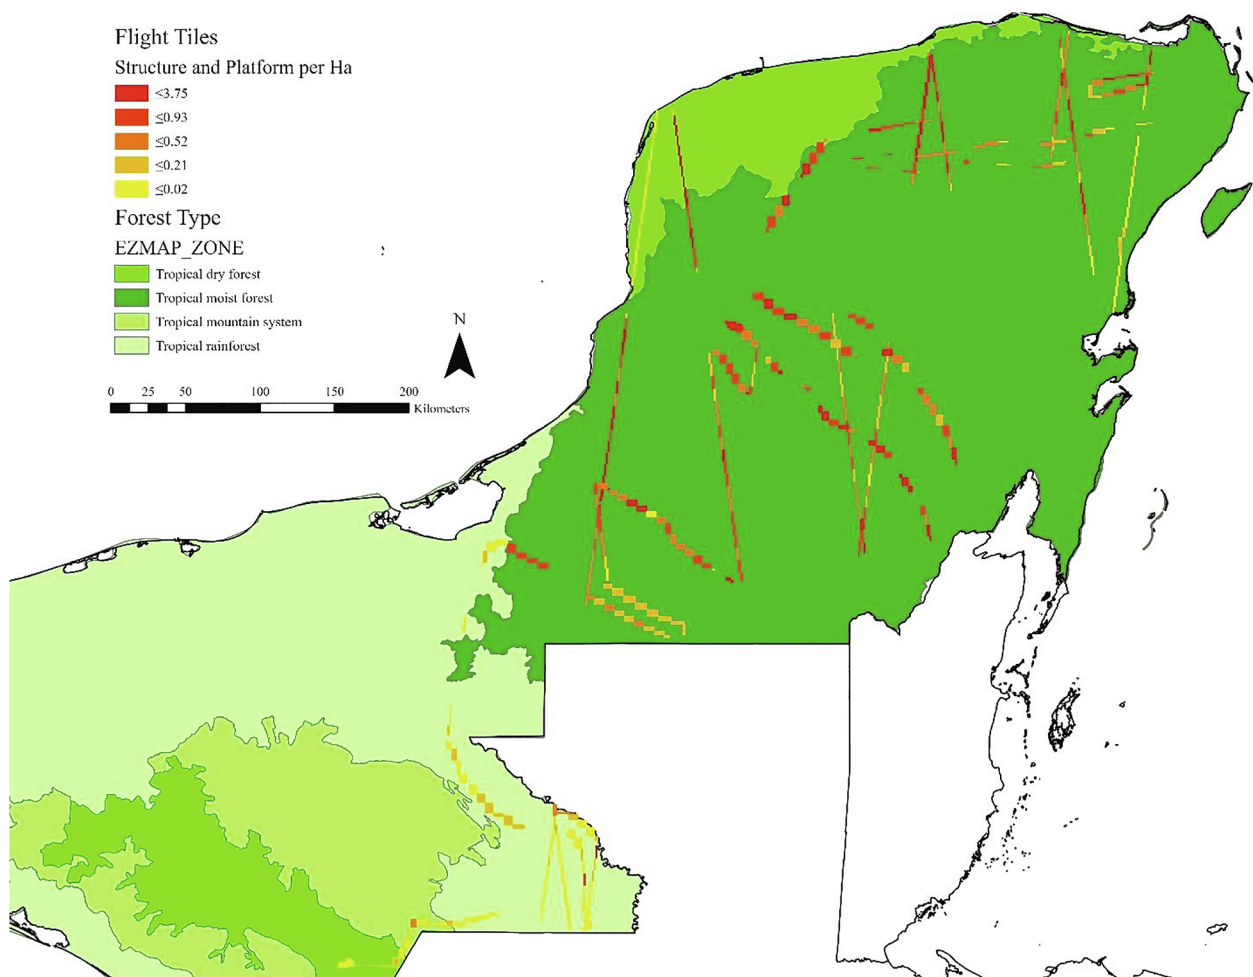 Flight Tiles
Structure and Platform per Ha
≤3.75
≤0.93
≤0.52
≤0.21
≤0.02
Forest Type
EZMAP_ZONE
Tropical dry forest
Tropical moist forest
Tropical mountain system
Tropical rainforest
N
0 25 50 100 150 200
Kilometers